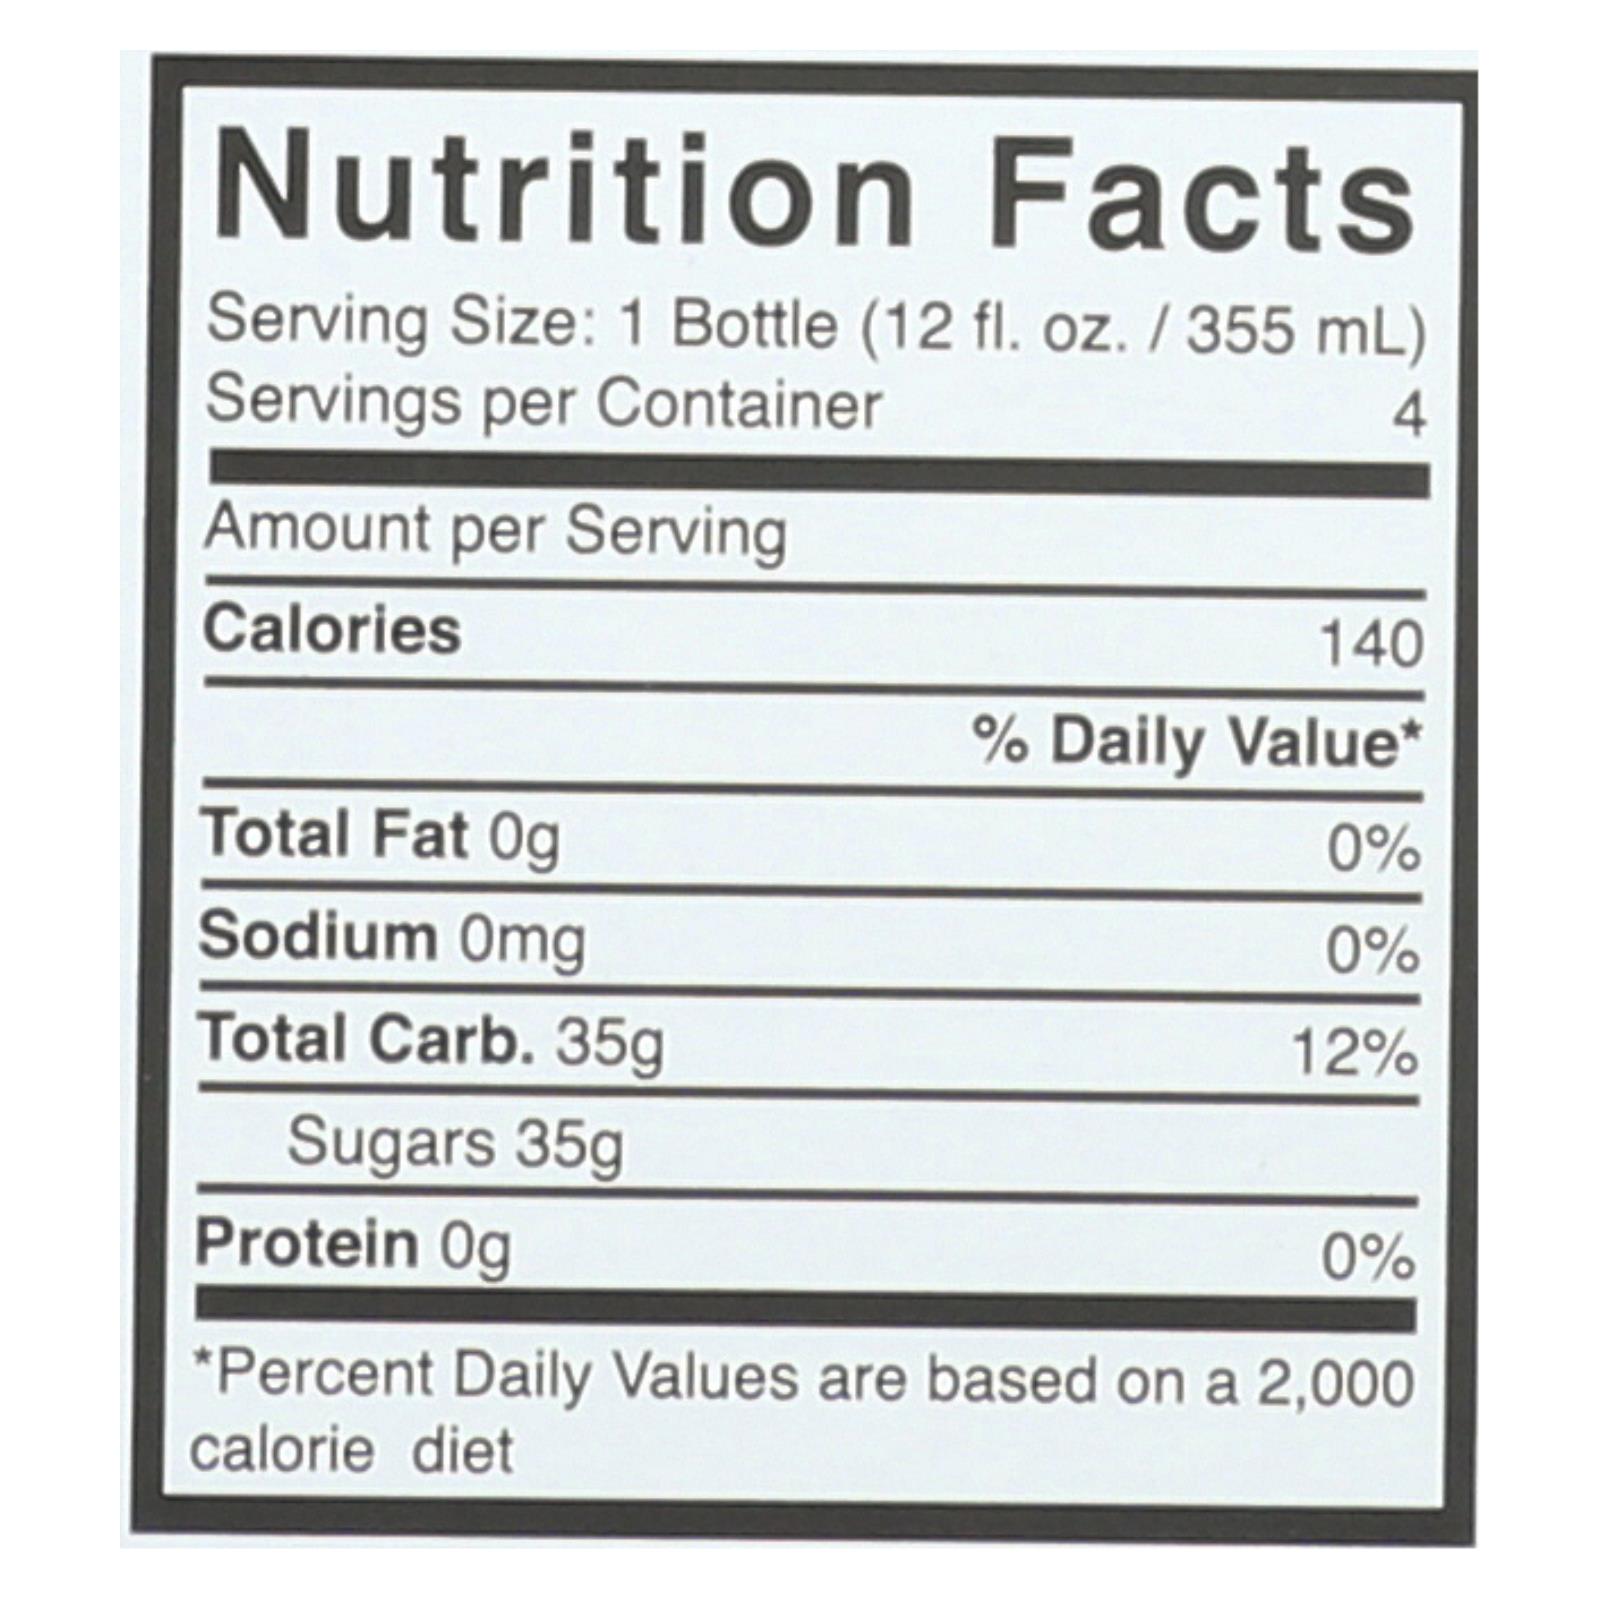 Nutrition Facts
Serving Size: 1 Bottle (12 fl. oz. / 355 mL)
Servings per Container 4
Amount per Serving
Calories 140
% Daily Value*
Total Fat 0g 0%
Sodium 0mg 0%
Total Carb. 35g 12%
Sugars 35g
Protein 0g 0%
*Percent Daily Values are based on a 2,000
calorie diet